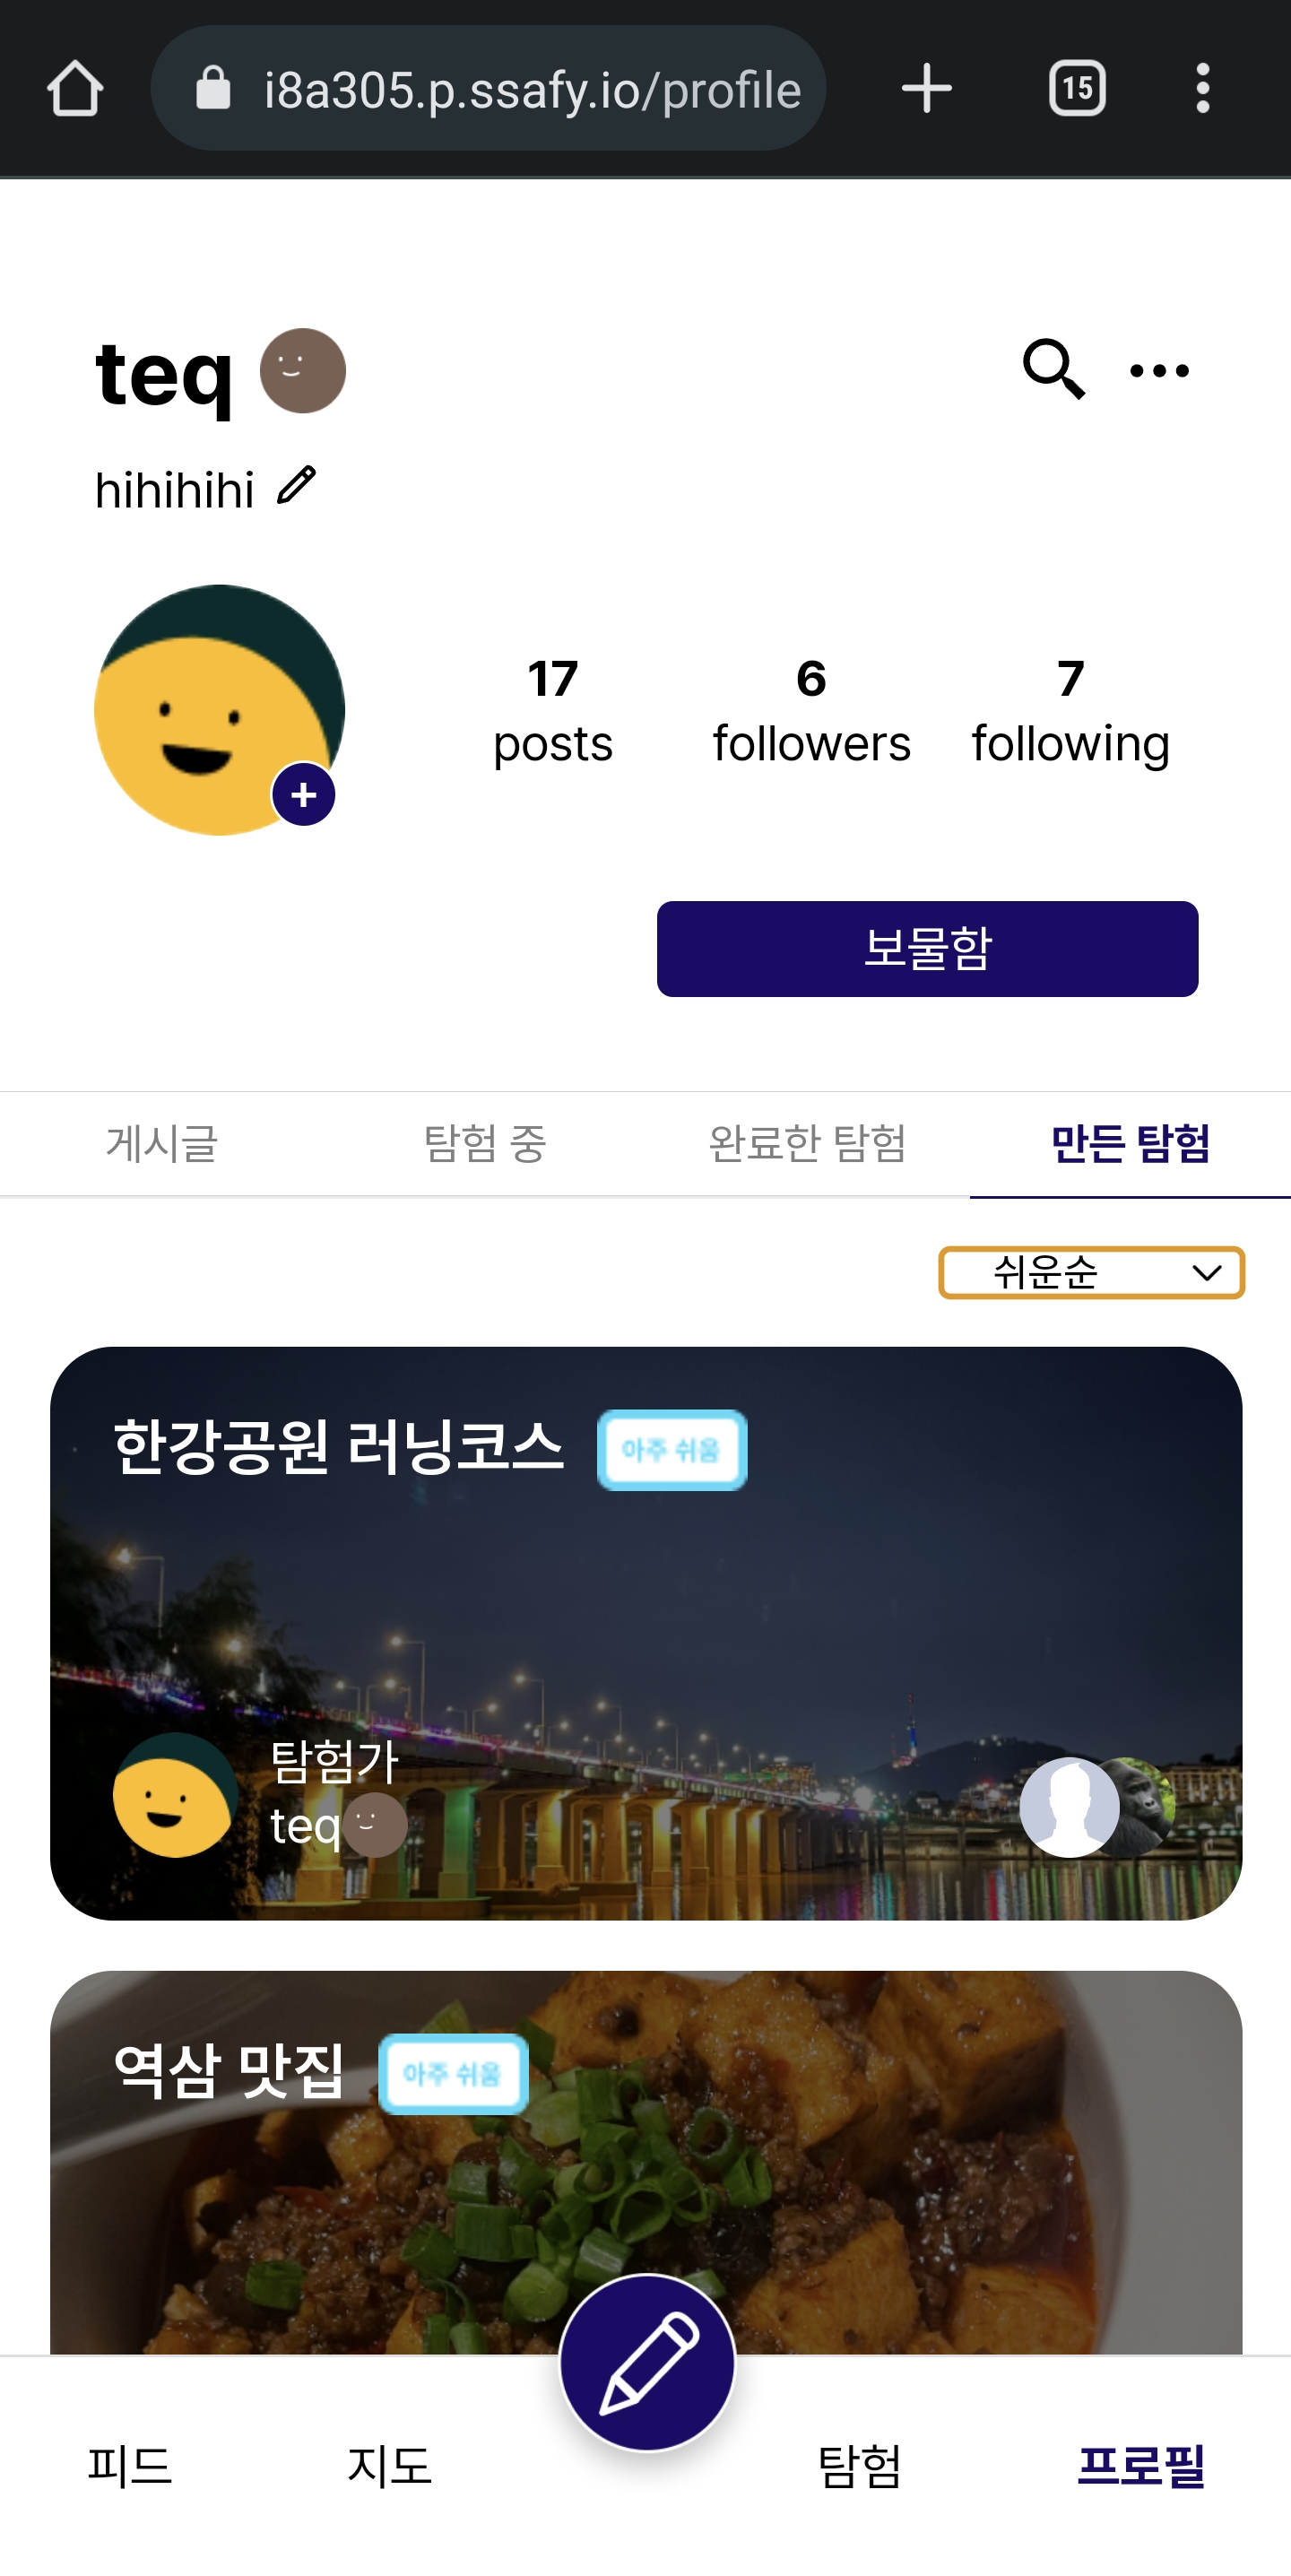 i8a305.p.ssafy.io/profile
15
teq
hihihihi
17 6 7
posts followers following
보물함
게시글 탐험 중 완료한 탐험 만든 탐험
쉬운순
한강공원 러닝코스 아주 쉬움
탐험가
teq
역삼 맛집 아주 쉬움
피드 지도 탐험 프로필